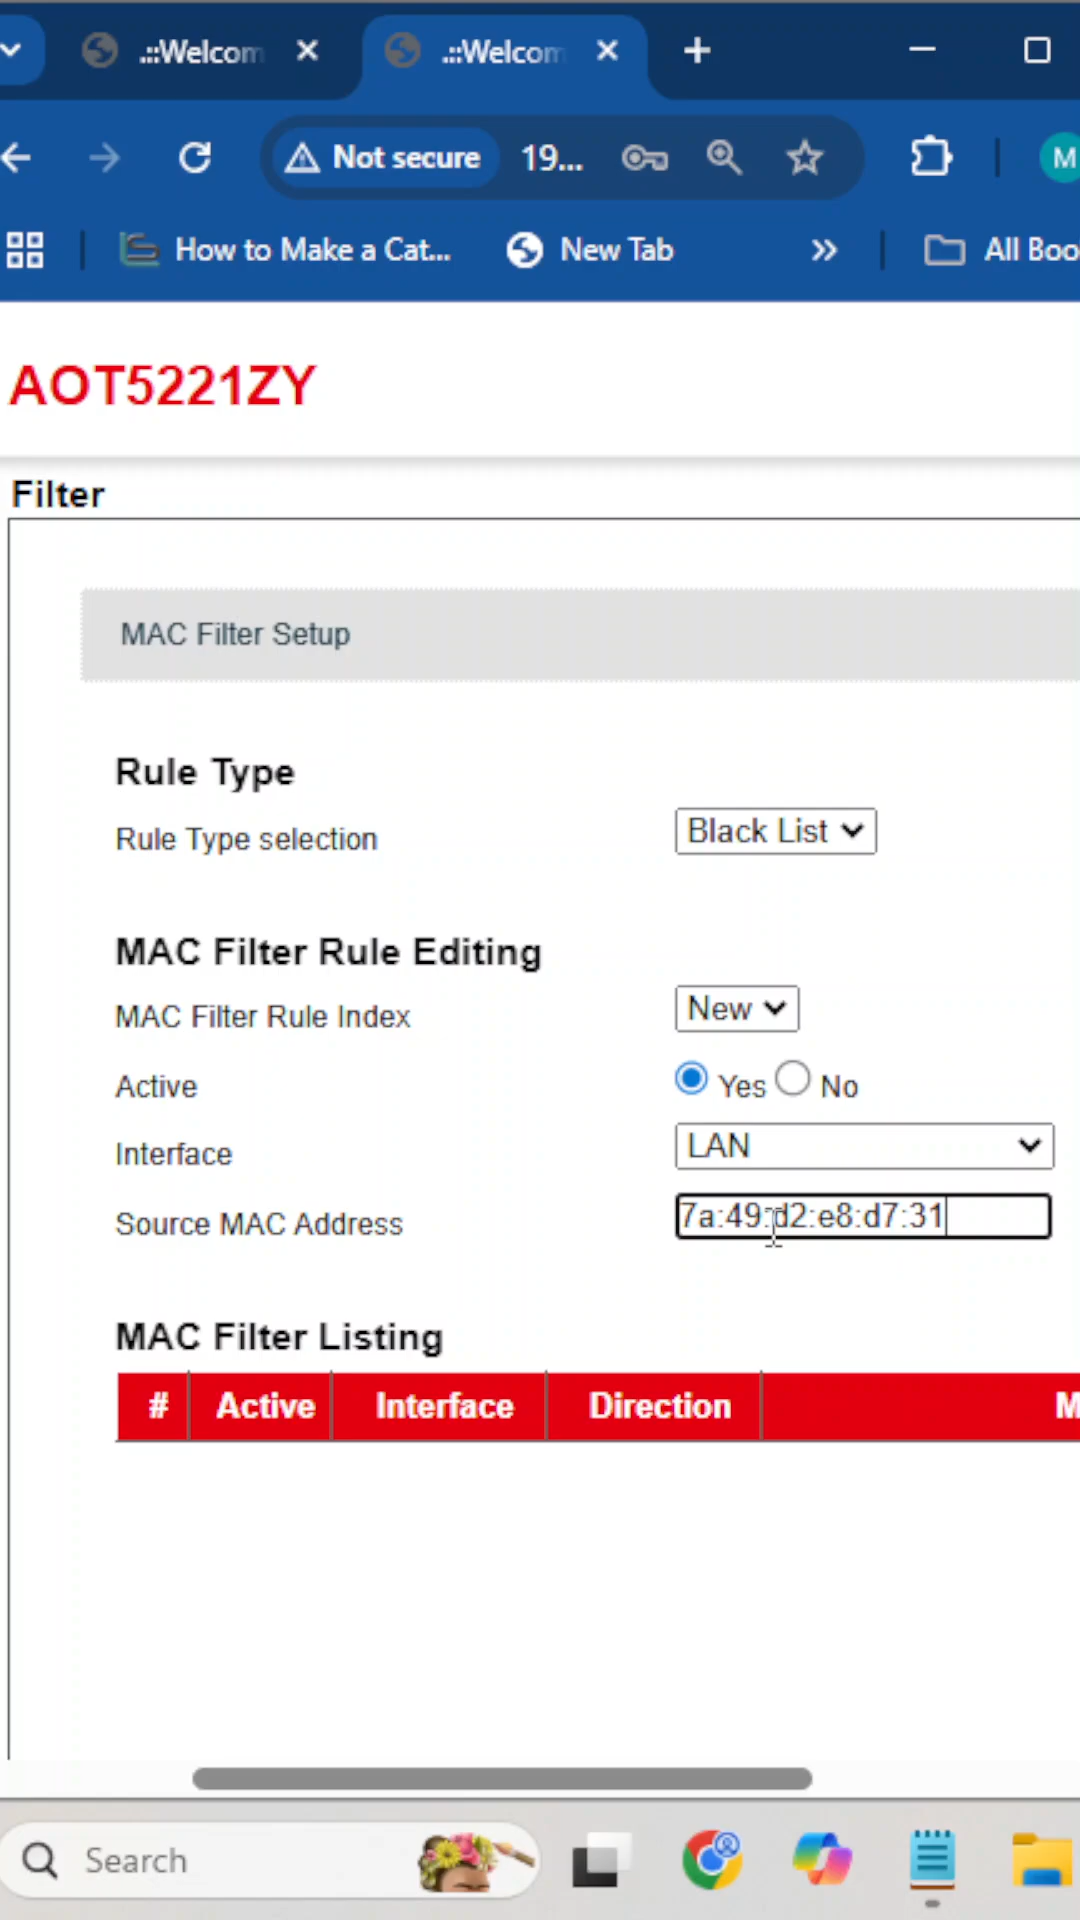 .::Welcom
.::Welcom
Not secure
19...
M
How to Make a Cat...
New Tab
All Boo
AOT5221ZY
Filter
MAC Filter Setup
Rule Type
Rule Type selection
Black List
MAC Filter Rule Editing
MAC Filter Rule Index
New
Active
Yes
No
Interface
LAN
Source MAC Address
7a:49:d2:e8:d7:31
MAC Filter Listing
# Active Interface Direction M
Search